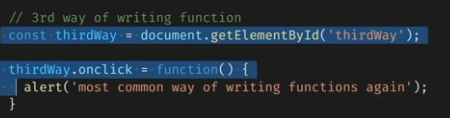 // 3rd way of writing function
const thirdWay = document.getElementById('thirdWay');
thirdWay.onclick = function() {
alert('most common way of writing functions again');
}